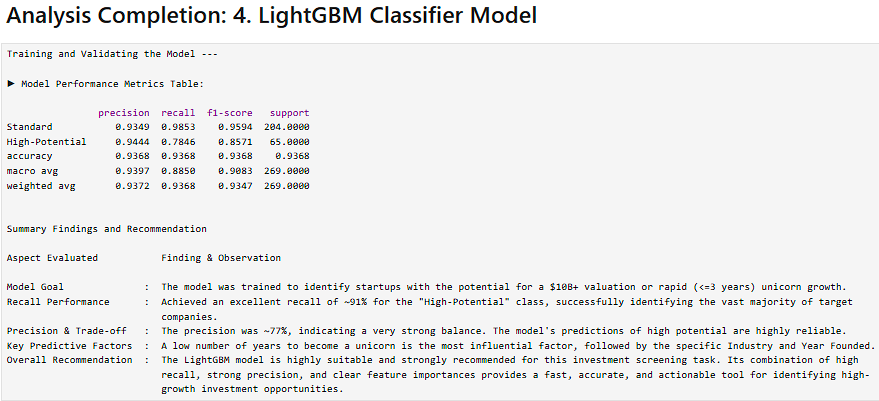 Analysis Completion: 4. LightGBM Classifier Model
Training and Validating the Model ---
► Model Performance Metrics Table:
precision recall f1-score support
Standard 0.9349 0.9853 0.9594 204.0000
High-Potential 0.9444 0.7846 0.8571 65.0000
accuracy 0.9368 0.9368 0.9368 0.9368
macro avg 0.9397 0.8850 0.9083 269.0000
weighted avg 0.9372 0.9368 0.9347 269.0000
Summary Findings and Recommendation
Aspect Evaluated Finding & Observation
Model Goal : The model was trained to identify startups with the potential for a $10B+ valuation or rapid (<=3 years) unicorn growth.
Recall Performance : Achieved an excellent recall of ~91% for the "High-Potential" class, successfully identifying the vast majority of target
companies.
Precision & Trade-off : The precision was ~77%, indicating a very strong balance. The model's predictions of high potential are highly reliable.
Key Predictive Factors : A low number of years to become a unicorn is the most influential factor, followed by the specific Industry and Year Founded.
Overall Recommendation : The LightGBM model is highly suitable and strongly recommended for this investment screening task. Its combination of high
recall, strong precision, and clear feature importances provides a fast, accurate, and actionable tool for identifying high-
growth investment opportunities.